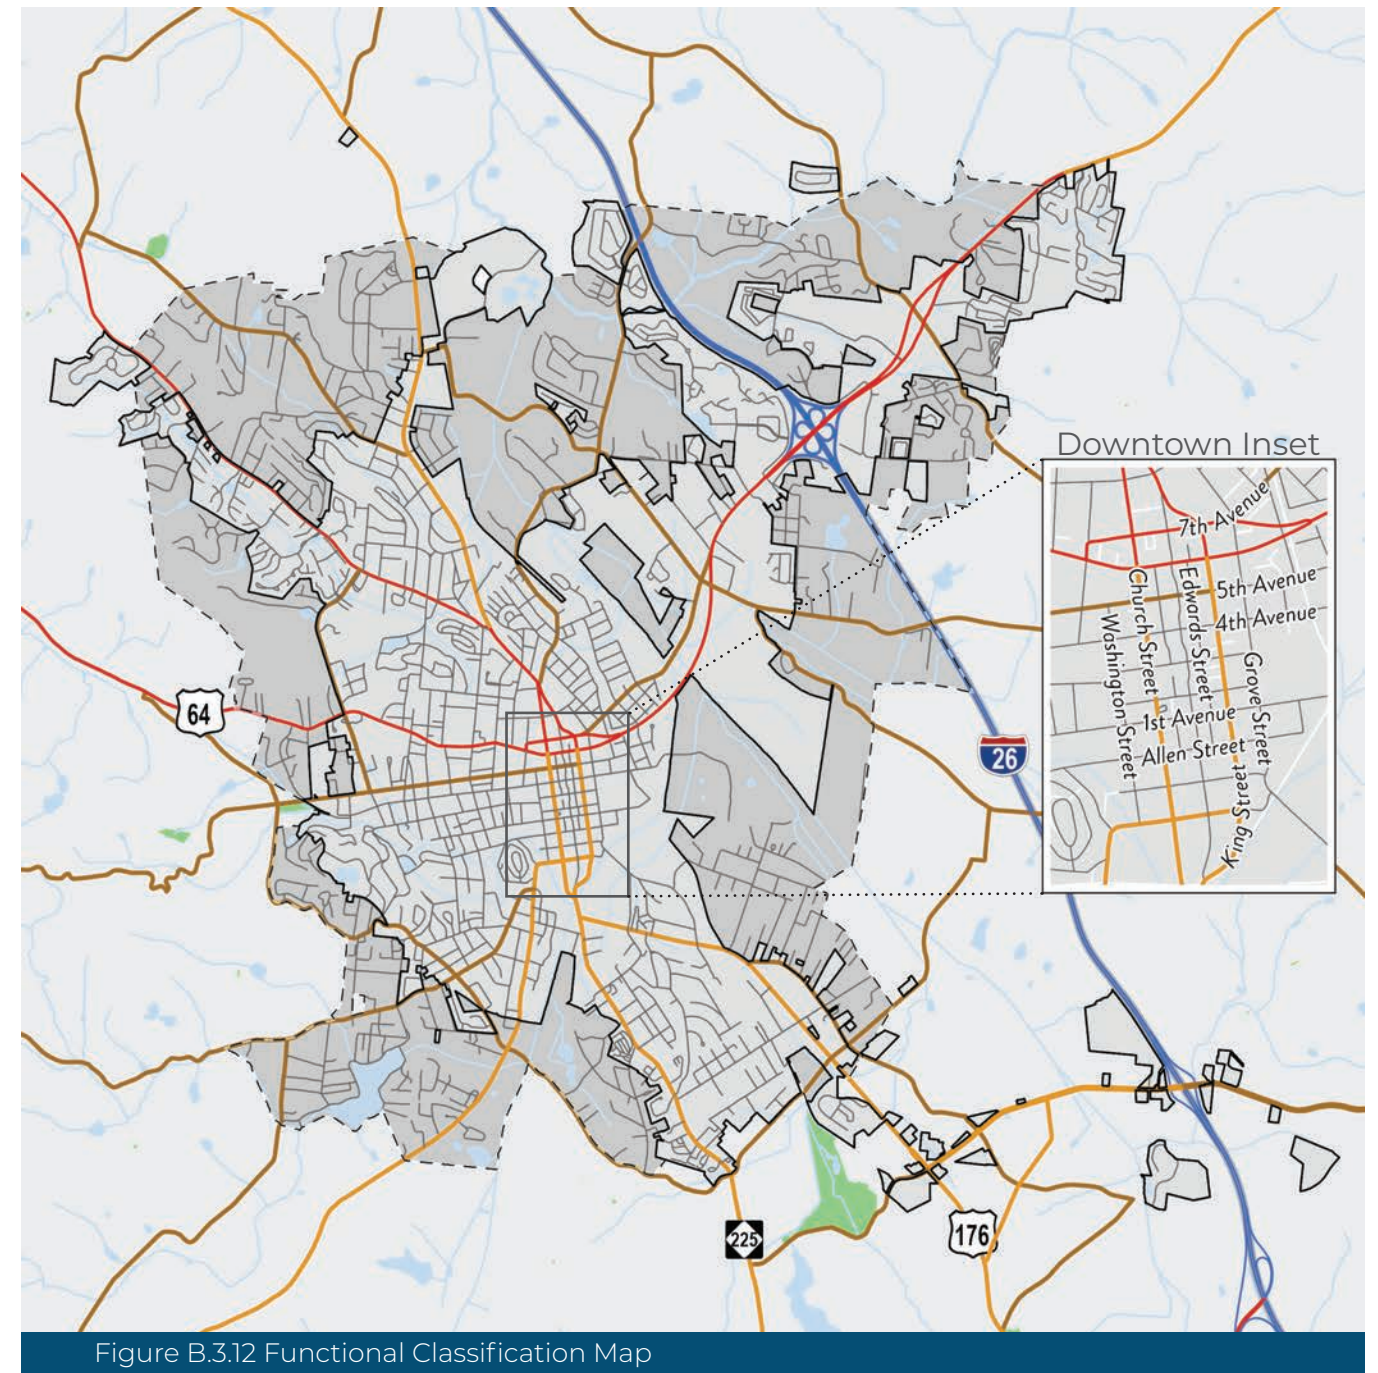 Downtown Inset
7th Avenue
5th Avenue
4th Avenue
Church Street
Edwards Street
Washington Street
Grove Street
1st Avenue
Allen Street
King Street
64
26
225
176
Figure B.3.12 Functional Classification Map